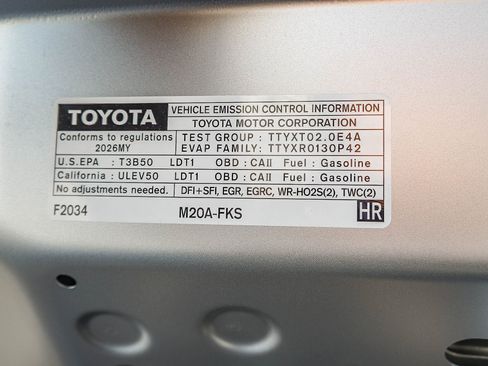 TOYOTA VEHICLE EMISSION CONTROL INFORMATION
TOYOTA MOTOR CORPORATION
Conforms to regulations TEST GROUP : TTYXT02.0E4A
2026MY EVAP FAMILY: TTYXR0130P42
U.S.EPA : T3B50 LDT1 OBD : CAII Fuel : Gasoline
California : ULEV50 LDT1 OBD : CAII Fuel : Gasoline
No adjustments needed. DFI+SFI, EGR, EGRC, WR-HO2S(2), TWC(2)
F2034 M20A-FKS HR